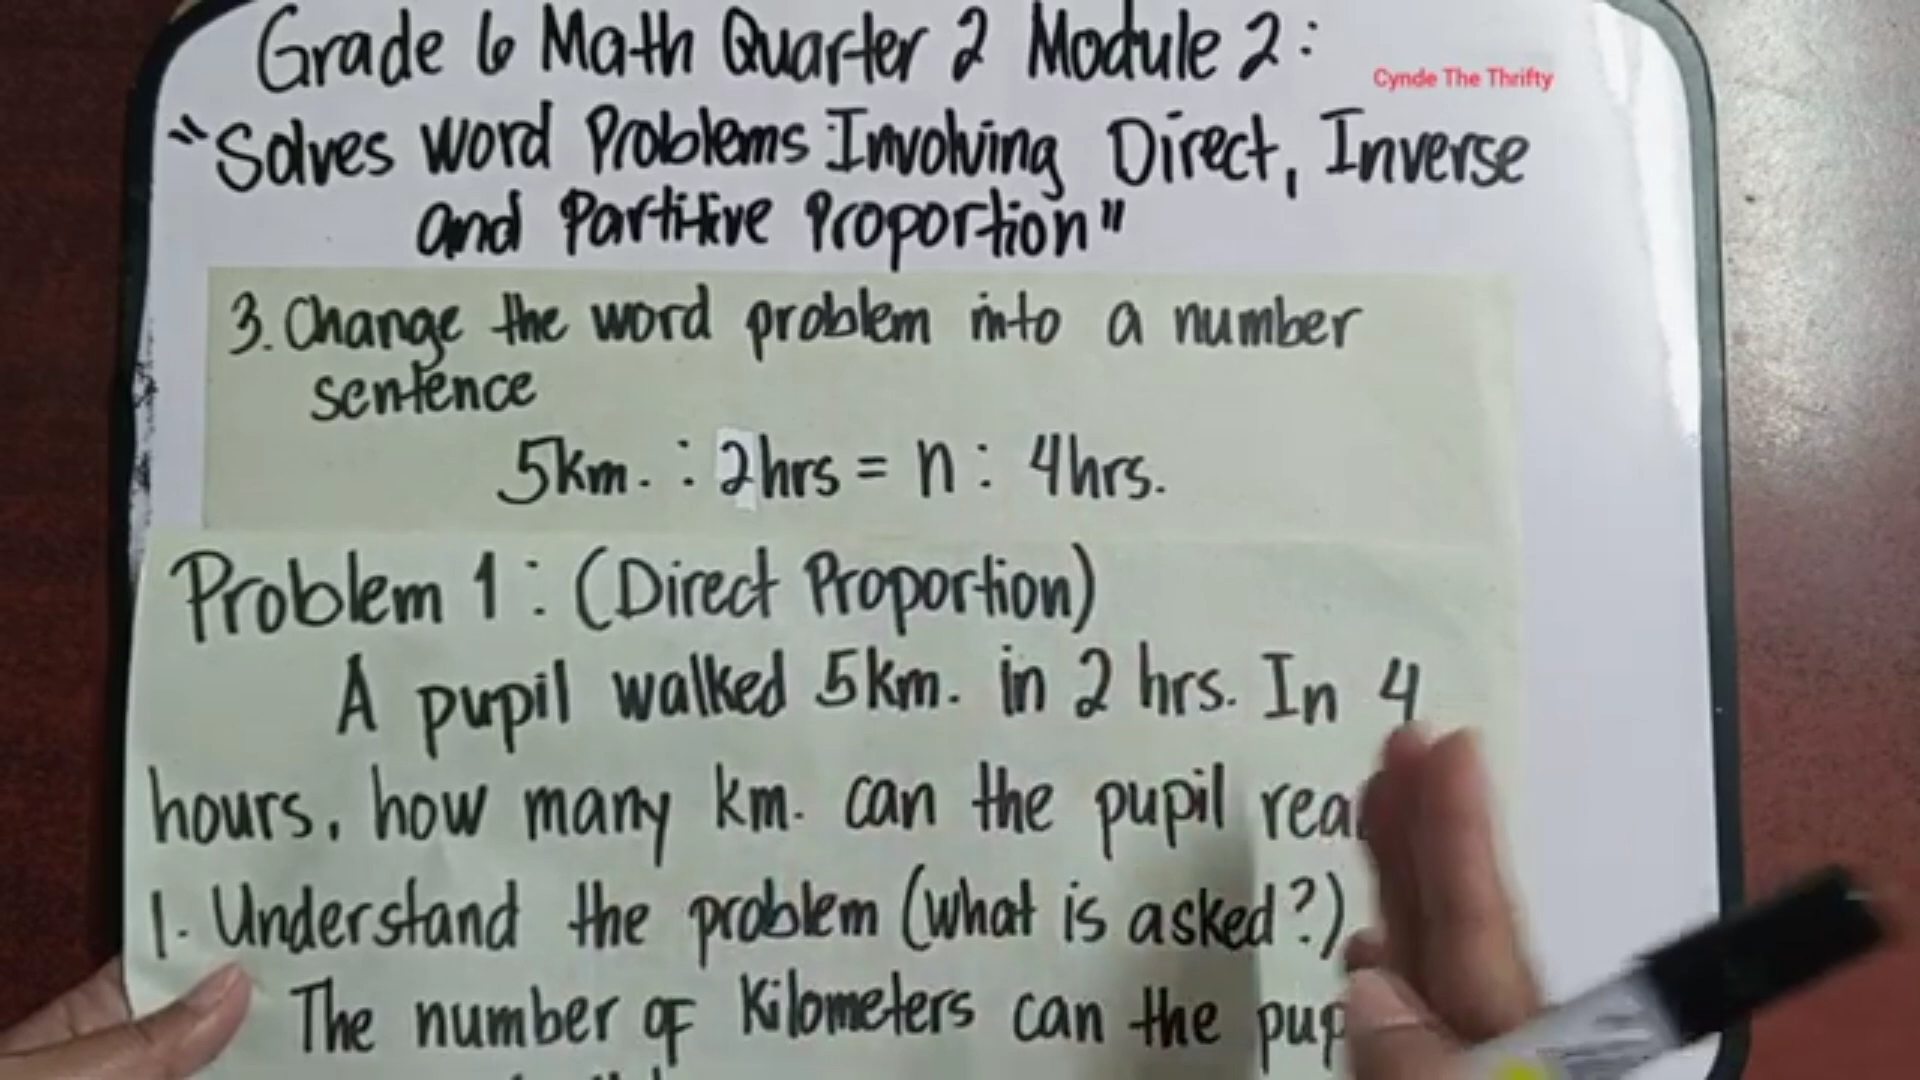 Grade 6 Math Quarter 2 Module 2:
Cynde The Thrifty
"Solves Word Problems Involving Direct, Inverse
and Partitive Proportion"
3. Change the word problem into a number
sentence
5km. : 2hrs = n : 4hrs.
Problem 1 : (Direct Proportion)
A pupil walked 5km. in 2 hrs. In 4
hours, how many km. can the pupil
1. Understand the problem (what is asked?)
The number of Kilometers can the